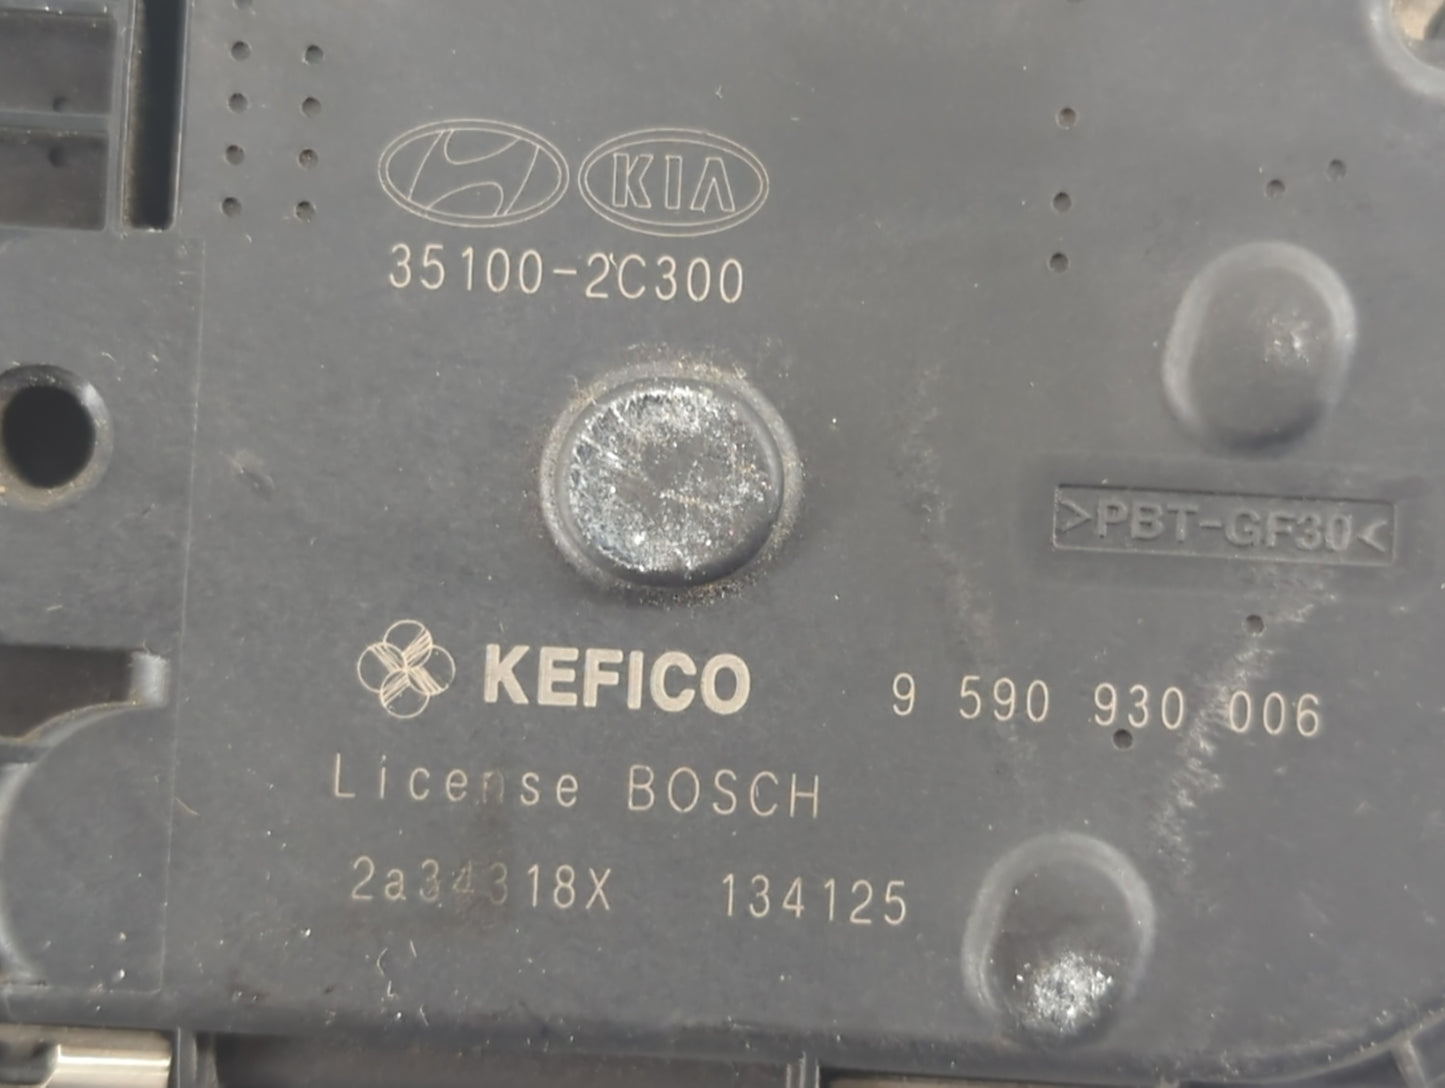 KIA
35100-2C300
>PBT-GF30<
KEFICO
9 590 930 006
License BOSCH
2a34318X 134125